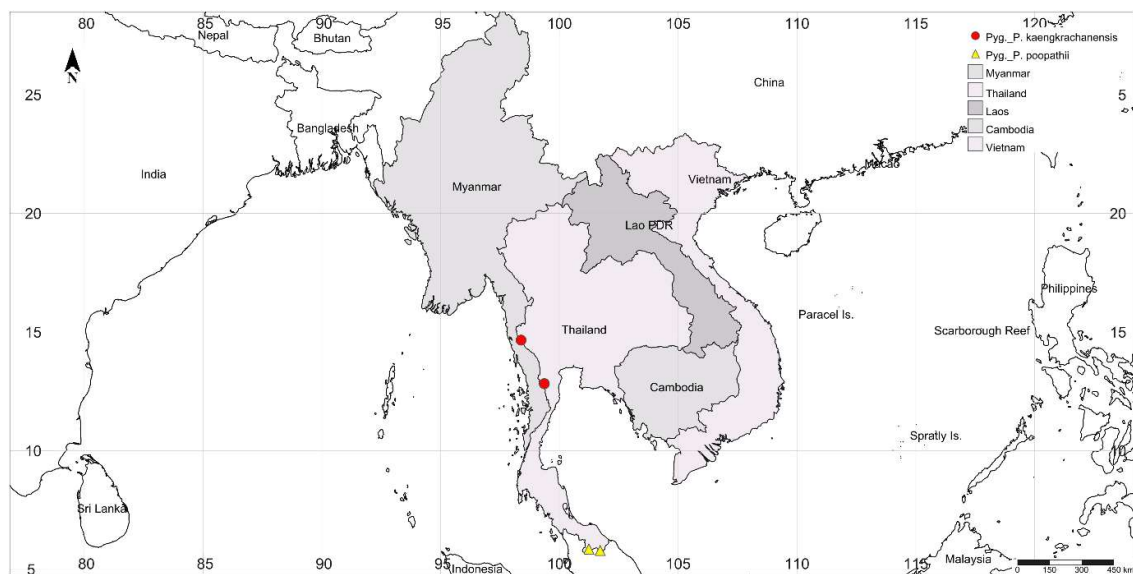 80 85 90 95 100 105 110 115 120
Nepal
Bhutan
N
Pyg._P. kaengkrachanensis
Pyg._P. poopathii
Myanmar
Thailand
Laos
Cambodia
Vietnam
China
25
5
Bangladesh
Macao
India
Myanmar
Vietnam
20
20
Lao PDR
Philippines
Paracel Is.
15
Thailand
Scarborough Reef
15
Cambodia
Spratly Is.
10
10
Sri Lanka
Malaysia
Indonesia
0 150 300 450 km
5
80 85 90 95 100 105 110 115